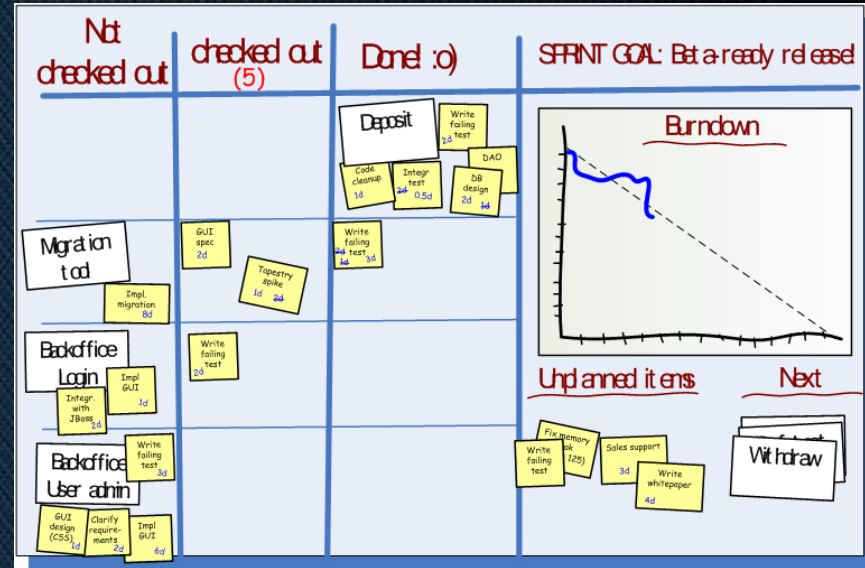 Not
checked out
checked out
(5)
Done! :o)
SPRINT GOAL: Beta-ready release!
Deposit
Write
failing
test
2d
DAO
Code
cleanup
1d
Integr
test
2d
0.5d
DB
design
2d 1d
Burndown
Migration
tool
Impl.
migration
8d
GUI
spec
2d
Tapestry
spike
1d 2d
Write
failing
test
2d
1d 3d
Backoffice
Login
Integr.
with
JBoss
2d
Impl
GUI
1d
Write
failing
test
2d
Backoffice
User admin
Write
failing
test
3d
GUI
design
(CSS)
1d
Clarify
require-
ments
2d
Impl
GUI
6d
Unplanned items
Next
Fix memory
125)
Write
failing
test
Sales support
3d
Write
whitepaper
4d
Withdraw